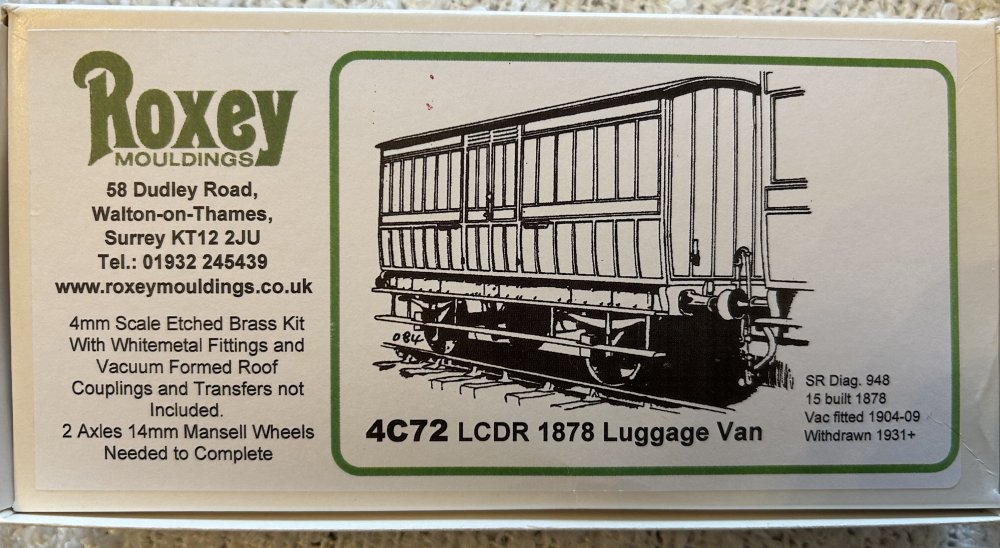 Roxey
MOULDINGS
58 Dudley Road,
Walton-on-Thames,
Surrey KT12 2JU
Tel.: 01932 245439
www.roxeymouldings.co.uk
4mm Scale Etched Brass Kit
With Whitemetal Fittings and
Vacuum Formed Roof
Couplings and Transfers not
Included.
2 Axles 14mm Mansell Wheels
Needed to Complete
4C72 LCDR 1878 Luggage Van
SR Diag. 948
15 built 1878
Vac fitted 1904-09
Withdrawn 1931+